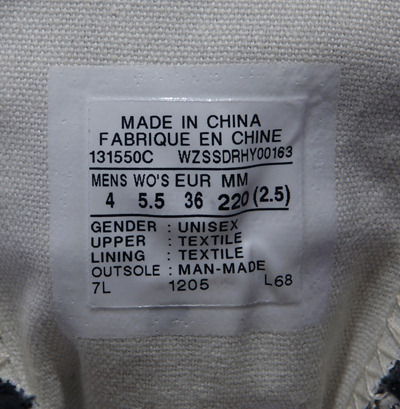 MADE IN CHINA
FABRIQUE EN CHINE
131550C WZSSDRHY00163
MENS WO'S EUR MM
4 5.5 36 220 (2.5)
GENDER : UNISEX
UPPER : TEXTILE
LINING : TEXTILE
OUTSOLE : MAN-MADE
7L 1205 L68